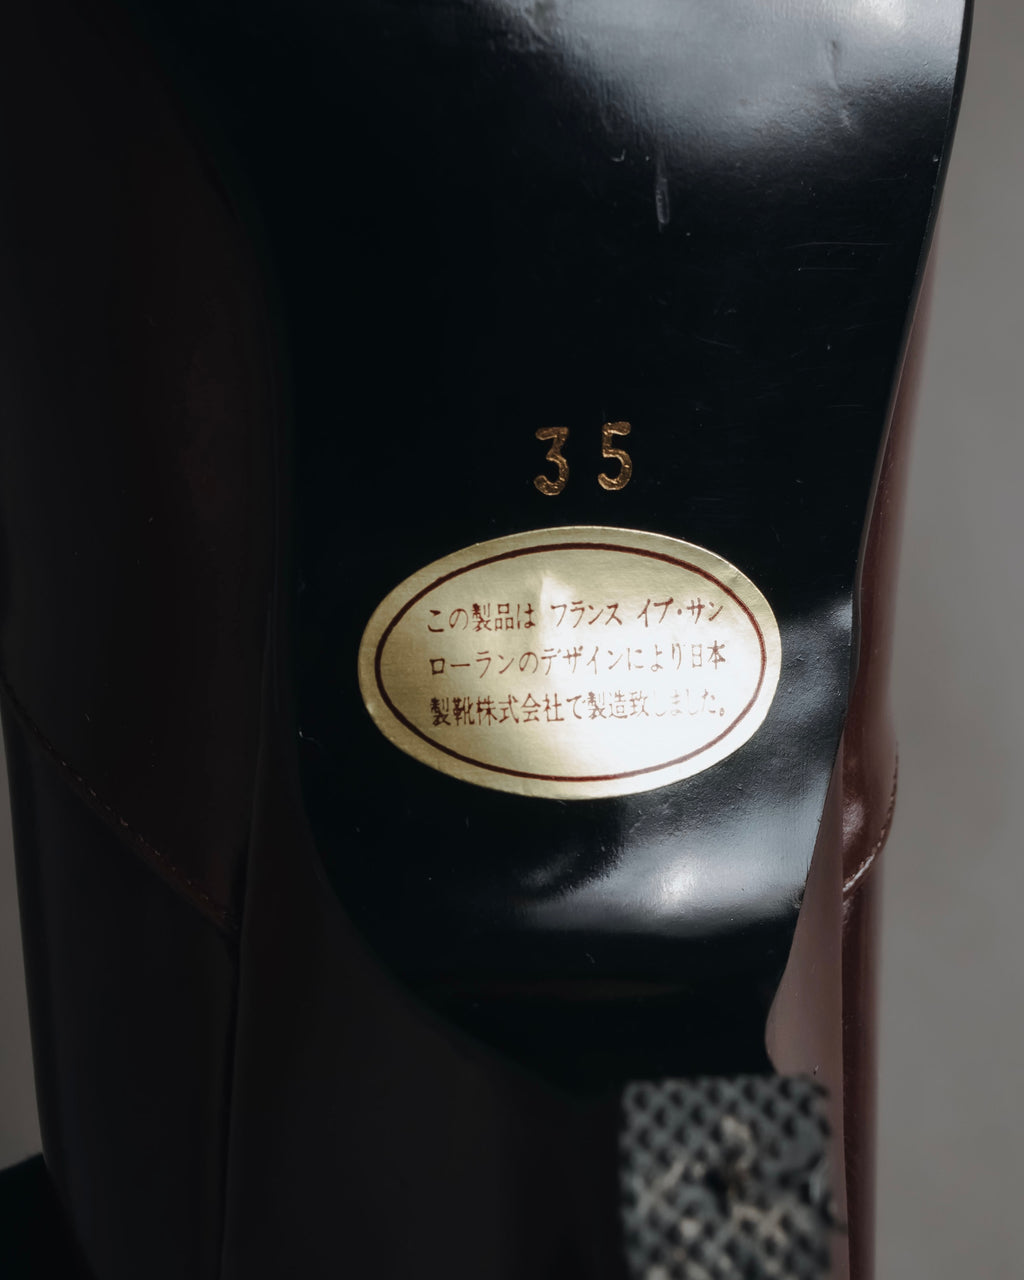 35
この製品は フランス イブ・サン
ローランのデザインにより日本
製靴株式会社で製造致しました。